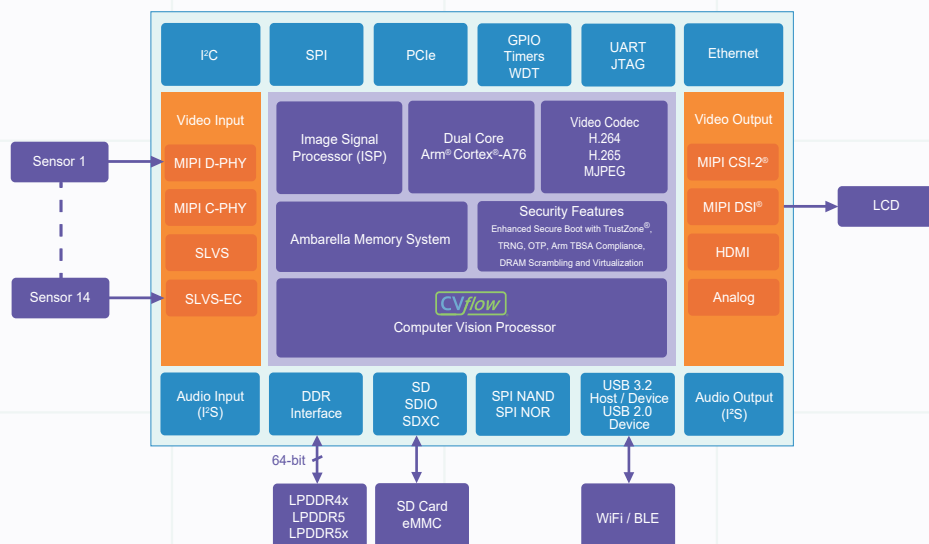 I²C
SPI
PCIe
GPIO
Timers
WDT
UART
JTAG
Ethernet
Video Input
MIPI D-PHY
MIPI C-PHY
SLVS
SLVS-EC
Sensor 1
Sensor 14
Image Signal
Processor (ISP)
Dual Core
Arm® Cortex®-A76
Video Codec
H.264
H.265
MJPEG
Ambarella Memory System
Security Features
Enhanced Secure Boot with TrustZone®,
TRNG, OTP, Arm TBSA Compliance,
DRAM Scrambling and Virtualization
CVflow
Computer Vision Processor
Video Output
MIPI CSI-2®
MIPI DSI®
HDMI
Analog
LCD
Audio Input
(I²S)
DDR
Interface
SD
SDIO
SDXC
SPI NAND
SPI NOR
USB 3.2
Host / Device
USB 2.0
Device
Audio Output
(I²S)
64-bit
LPDDR4x
LPDDR5
LPDDR5x
SD Card
eMMC
WiFi / BLE